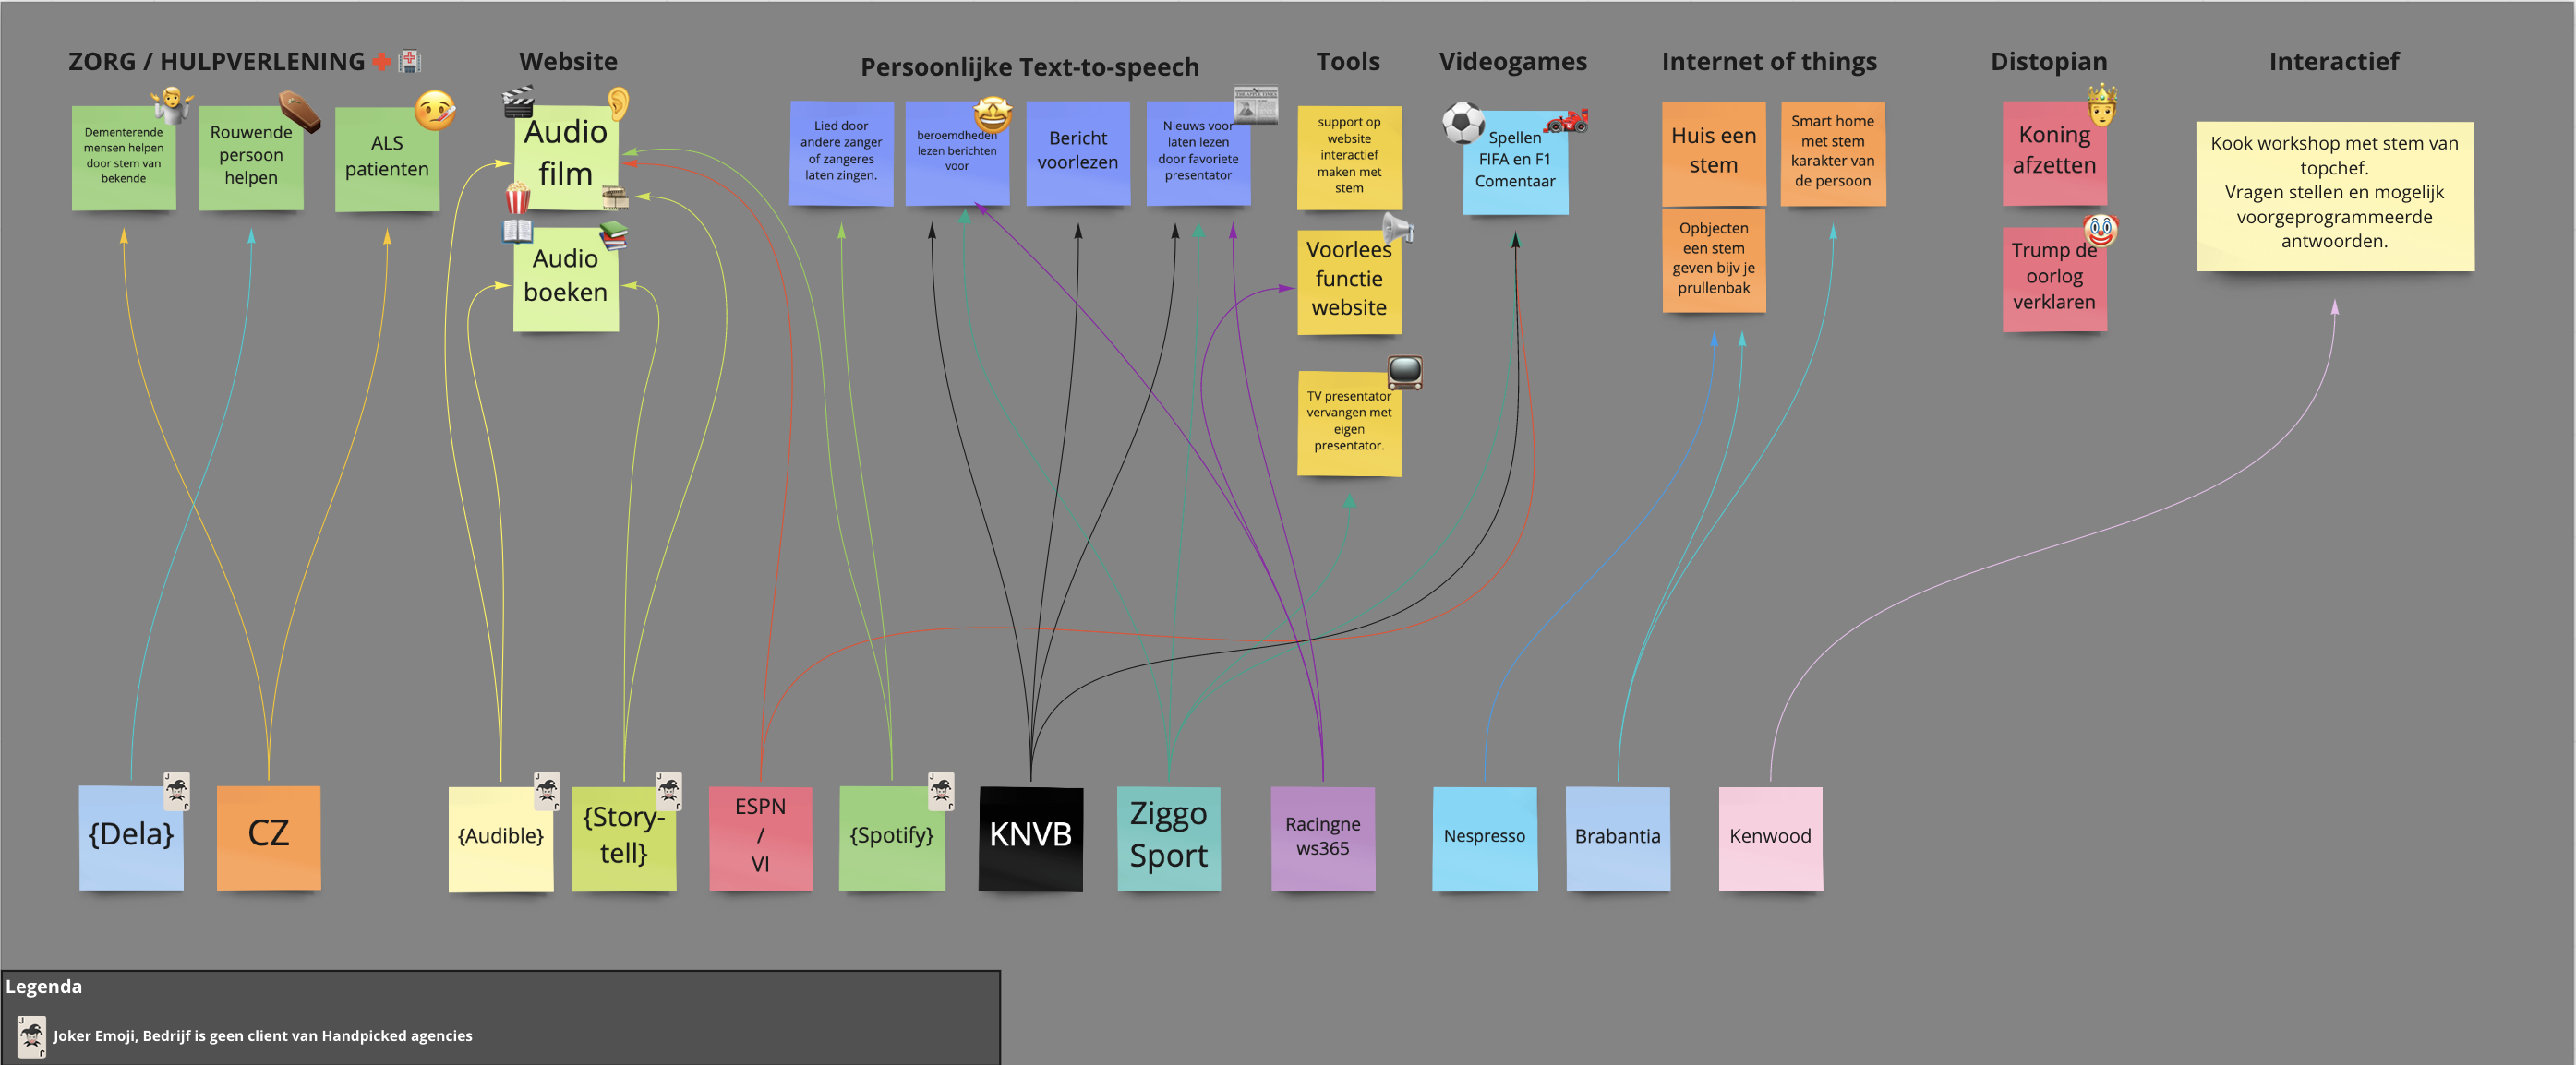 ZORG / HULPVERLENING
Website
Persoonlijke Text-to-speech
Tools
Videogames
Internet of things
Distopian
Interactief
Dementerende
mensen helpen
door stem van
bekende
Rouwende
persoon
helpen
ALS
patienten
Audio
film
Audio
boeken
Lied door
andere zanger
of zangeres
laten zingen.
beroemdheden
lezen berichten
voor
Bericht
voorlezen
Nieuws voor
laten lezen
door favoriete
presentator
support op
website
interactief
maken met
stem
Voorlees
functie
website
TV presentator
vervangen met
eigen
presentator.
Spellen
FIFA en F1
Comentaar
Huis een
stem
Opbjecten
een stem
geven bijv je
prullenbak
Smart home
met stem
karakter van
de persoon
Koning
afzetten
Trump de
oorlog
verklaren
Kook workshop met stem van
topchef.
Vragen stellen en mogelijk
voorgeprogrammeerde
antwoorden.
{Dela}
CZ
{Audible}
{Story-
tell}
ESPN
/
VI
{Spotify}
KNVB
Ziggo
Sport
Racingne
ws365
Nespresso
Brabantia
Kenwood
Legenda
Joker Emoji, Bedrijf is geen client van Handpicked agencies